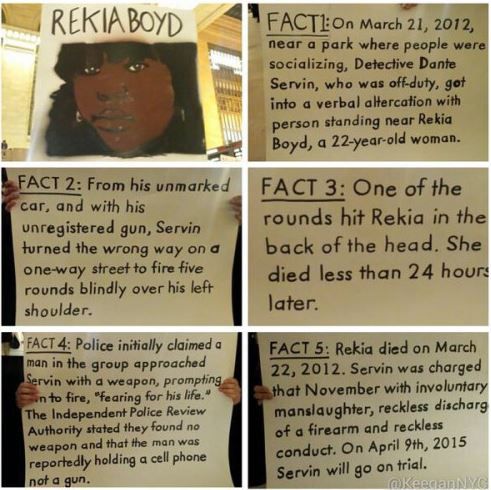 REKIA BOYD
FACT 1: On March 21, 2012,
near a park where people were
socializing, Detective Dante
Servin, who was off-duty, got
into a verbal altercation with
person standing near Rekia
Boyd, a 22-year-old woman.
FACT 2: From his unmarked
car, and with his
unregistered gun, Servin
turned the wrong way on a
one-way street to fire five
rounds blindly over his left
shoulder.
FACT 3: One of the
rounds hit Rekia in the
back of the head. She
died less than 24 hours
later.
FACT 4: Police initially claimed a
man in the group approached
Servin with a weapon, prompting
to fire, "fearing for his life."
The Independent Police Review
Authority stated they found no
weapon and that the man was
reportedly holding a cell phone
not a gun.
FACT 5: Rekia died on March
22, 2012. Servin was charged
that November with involuntary
manslaughter, reckless discharg
of a firearm and reckless
conduct. On April 9th, 2015
Servin will go on trial.
@KeeganNYC